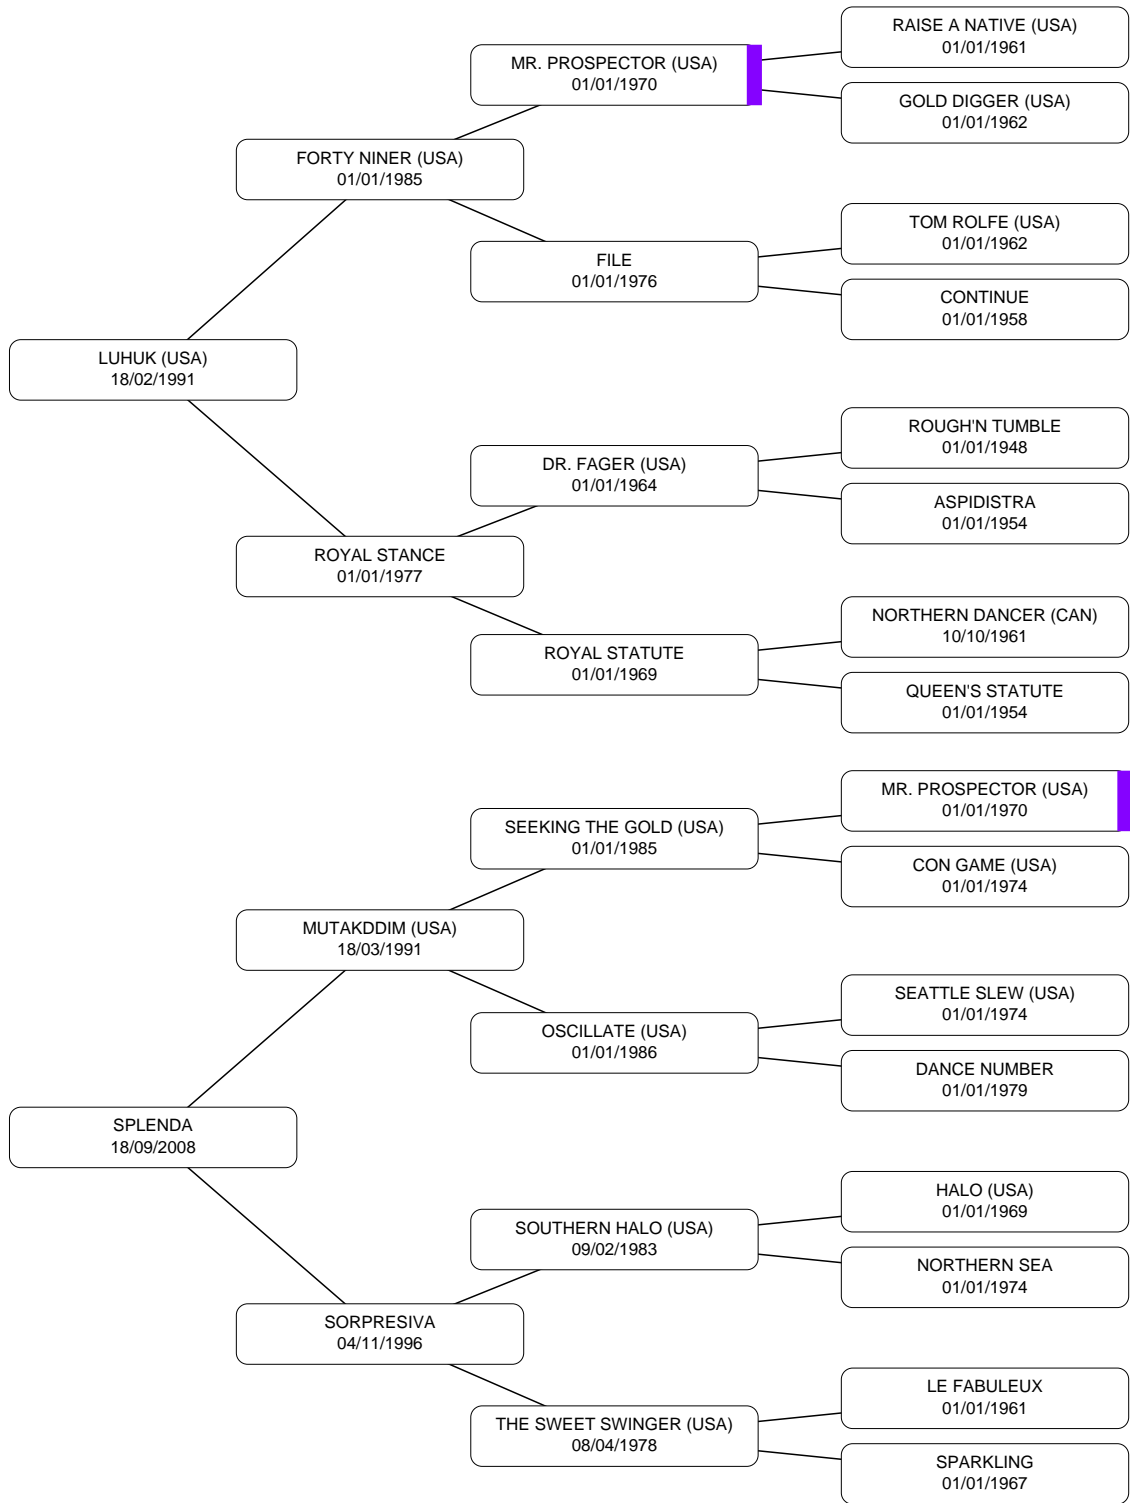 RAISE A NATIVE (USA)
01/01/1961
MR. PROSPECTOR (USA)
01/01/1970
GOLD DIGGER (USA)
01/01/1962
FORTY NINER (USA)
01/01/1985
TOM ROLFE (USA)
01/01/1962
FILE
01/01/1976
CONTINUE
01/01/1958
LUHUK (USA)
18/02/1991
ROUGH'N TUMBLE
01/01/1948
DR. FAGER (USA)
01/01/1964
ASPIDISTRA
01/01/1954
ROYAL STANCE
01/01/1977
NORTHERN DANCER (CAN)
10/10/1961
ROYAL STATUTE
01/01/1969
QUEEN'S STATUTE
01/01/1954
MR. PROSPECTOR (USA)
01/01/1970
SEEKING THE GOLD (USA)
01/01/1985
CON GAME (USA)
01/01/1974
MUTAKDDIM (USA)
18/03/1991
SEATTLE SLEW (USA)
01/01/1974
OSCILLATE (USA)
01/01/1986
DANCE NUMBER
01/01/1979
SPLENDA
18/09/2008
HALO (USA)
01/01/1969
SOUTHERN HALO (USA)
09/02/1983
NORTHERN SEA
01/01/1974
SORPRESIVA
04/11/1996
LE FABULEUX
01/01/1961
THE SWEET SWINGER (USA)
08/04/1978
SPARKLING
01/01/1967